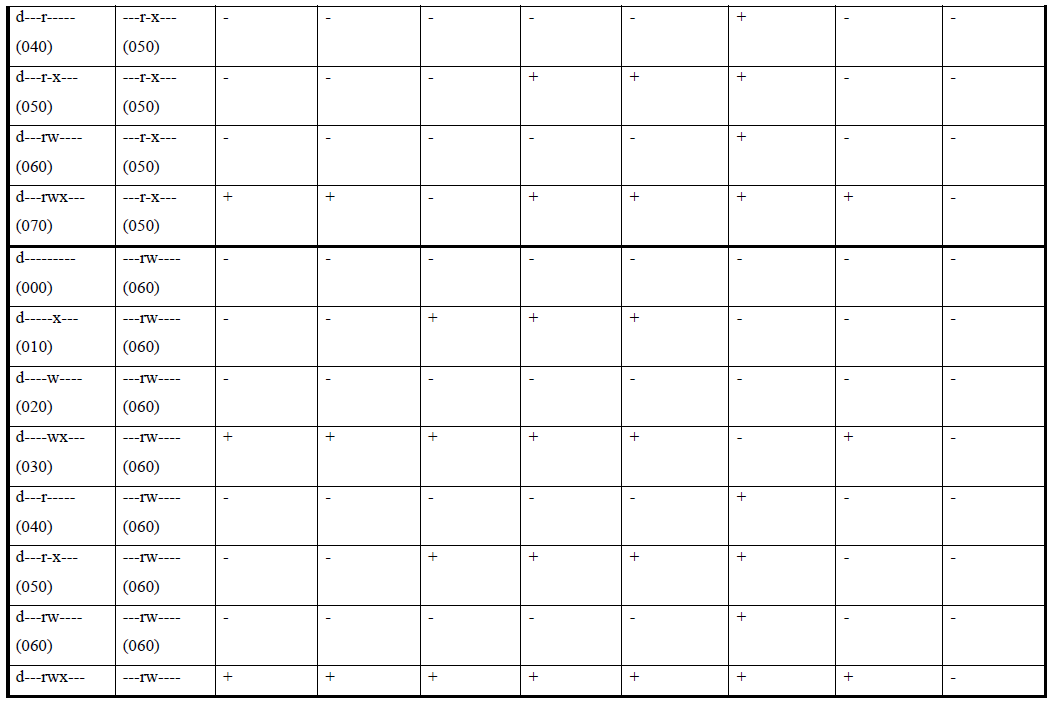 d---r----- ---r-x--- - - - - - + - -
(040) (050)
d---r-x--- ---r-x--- - - - + + + - -
(050) (050)
d---rw---- ---r-x--- - - - - - + - -
(060) (050)
d---rwx--- ---r-x--- + + - + + + + -
(070) (050)
d--------- ---rw---- - - - - - - - -
(000) (060)
d-----x--- ---rw---- - - + + + - - -
(010) (060)
d----w---- ---rw---- - - - - - - - -
(020) (060)
d----wx--- ---rw---- + + + + + - + -
(030) (060)
d---r----- ---rw---- - - - - - + - -
(040) (060)
d---r-x--- ---rw---- - - + + + + - -
(050) (060)
d---rw---- ---rw---- - - - - - + - -
(060) (060)
d---rwx--- ---rw---- + + + + + + + -